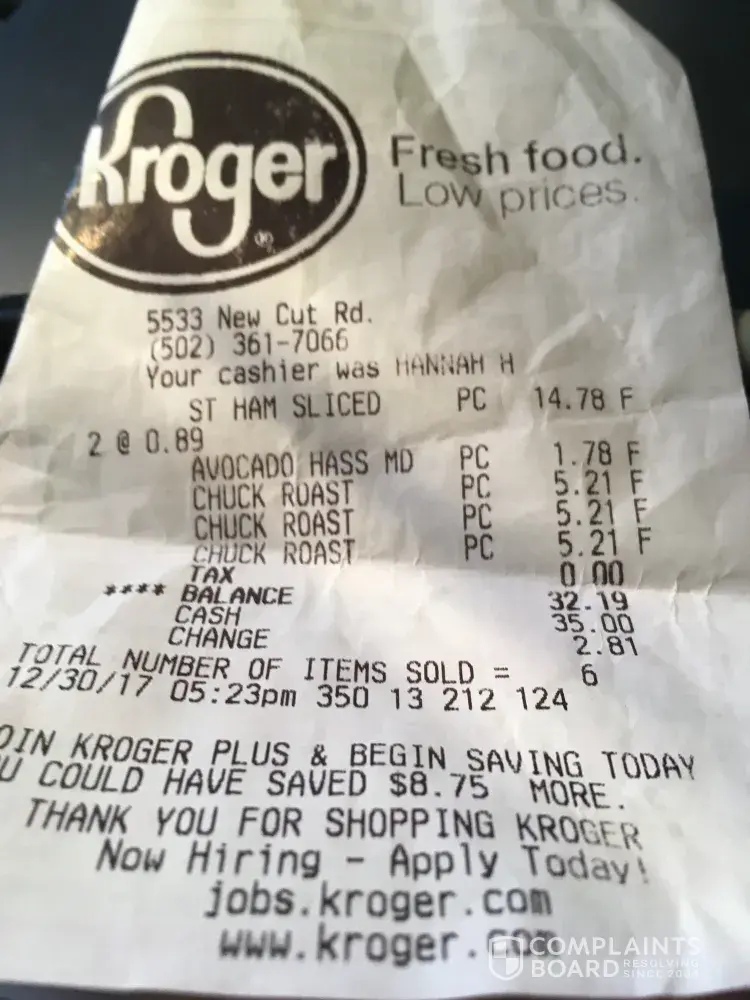 Kroger
®
Fresh food.
Low prices.
5533 New Cut Rd.
(502) 361-7066
Your cashier was HANNAH H
ST HAM SLICED PC 14.78 F
2 @ 0.89
AVOCADO HASS MD PC 1.78 F
CHUCK ROAST PC 5.21 F
CHUCK ROAST PC 5.21 F
CHUCK ROAST PC 5.21 F
TAX 0.00
**** BALANCE 32.19
CASH 35.00
CHANGE 2.81
TOTAL NUMBER OF ITEMS SOLD = 6
12/30/17 05:23pm 350 13 212 124
OIN KROGER PLUS & BEGIN SAVING TODAY
U COULD HAVE SAVED $8.75 MORE.
THANK YOU FOR SHOPPING KROGER
Now Hiring - Apply Today!
jobs.kroger.com
www.kroger.com
COMPLAINTS
BOARD RESOLVING
SINCE 2004